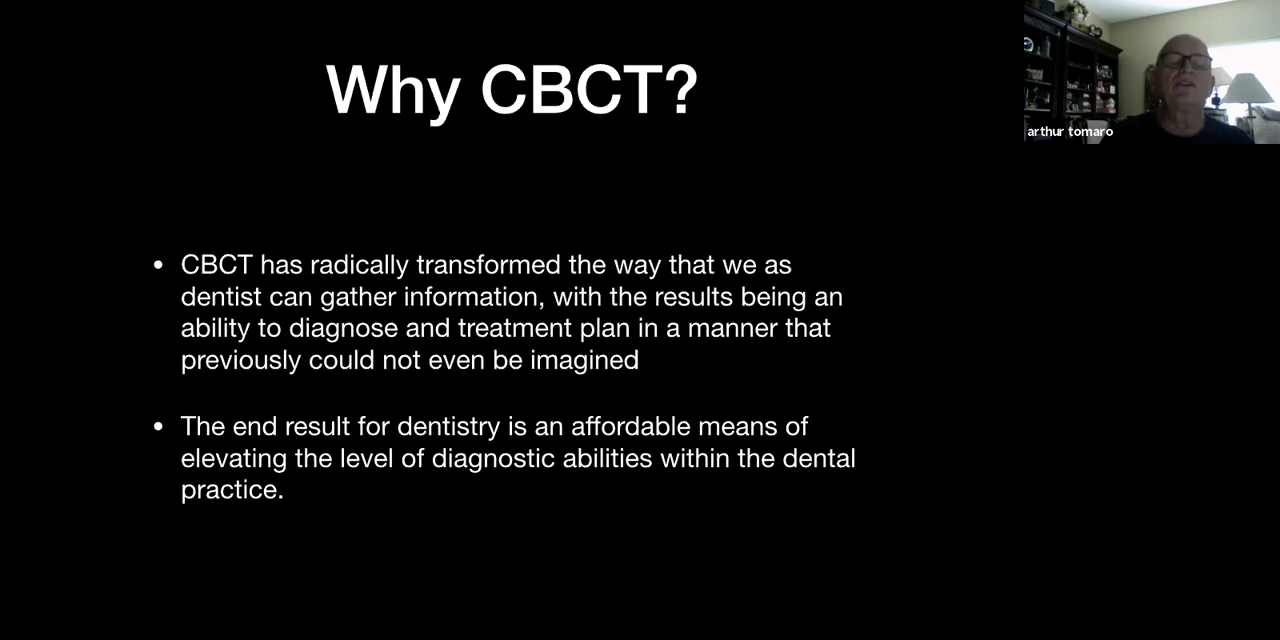 Why CBCT?
arthur tomaro
• CBCT has radically transformed the way that we as
dentist can gather information, with the results being an
ability to diagnose and treatment plan in a manner that
previously could not even be imagined
• The end result for dentistry is an affordable means of
elevating the level of diagnostic abilities within the dental
practice.